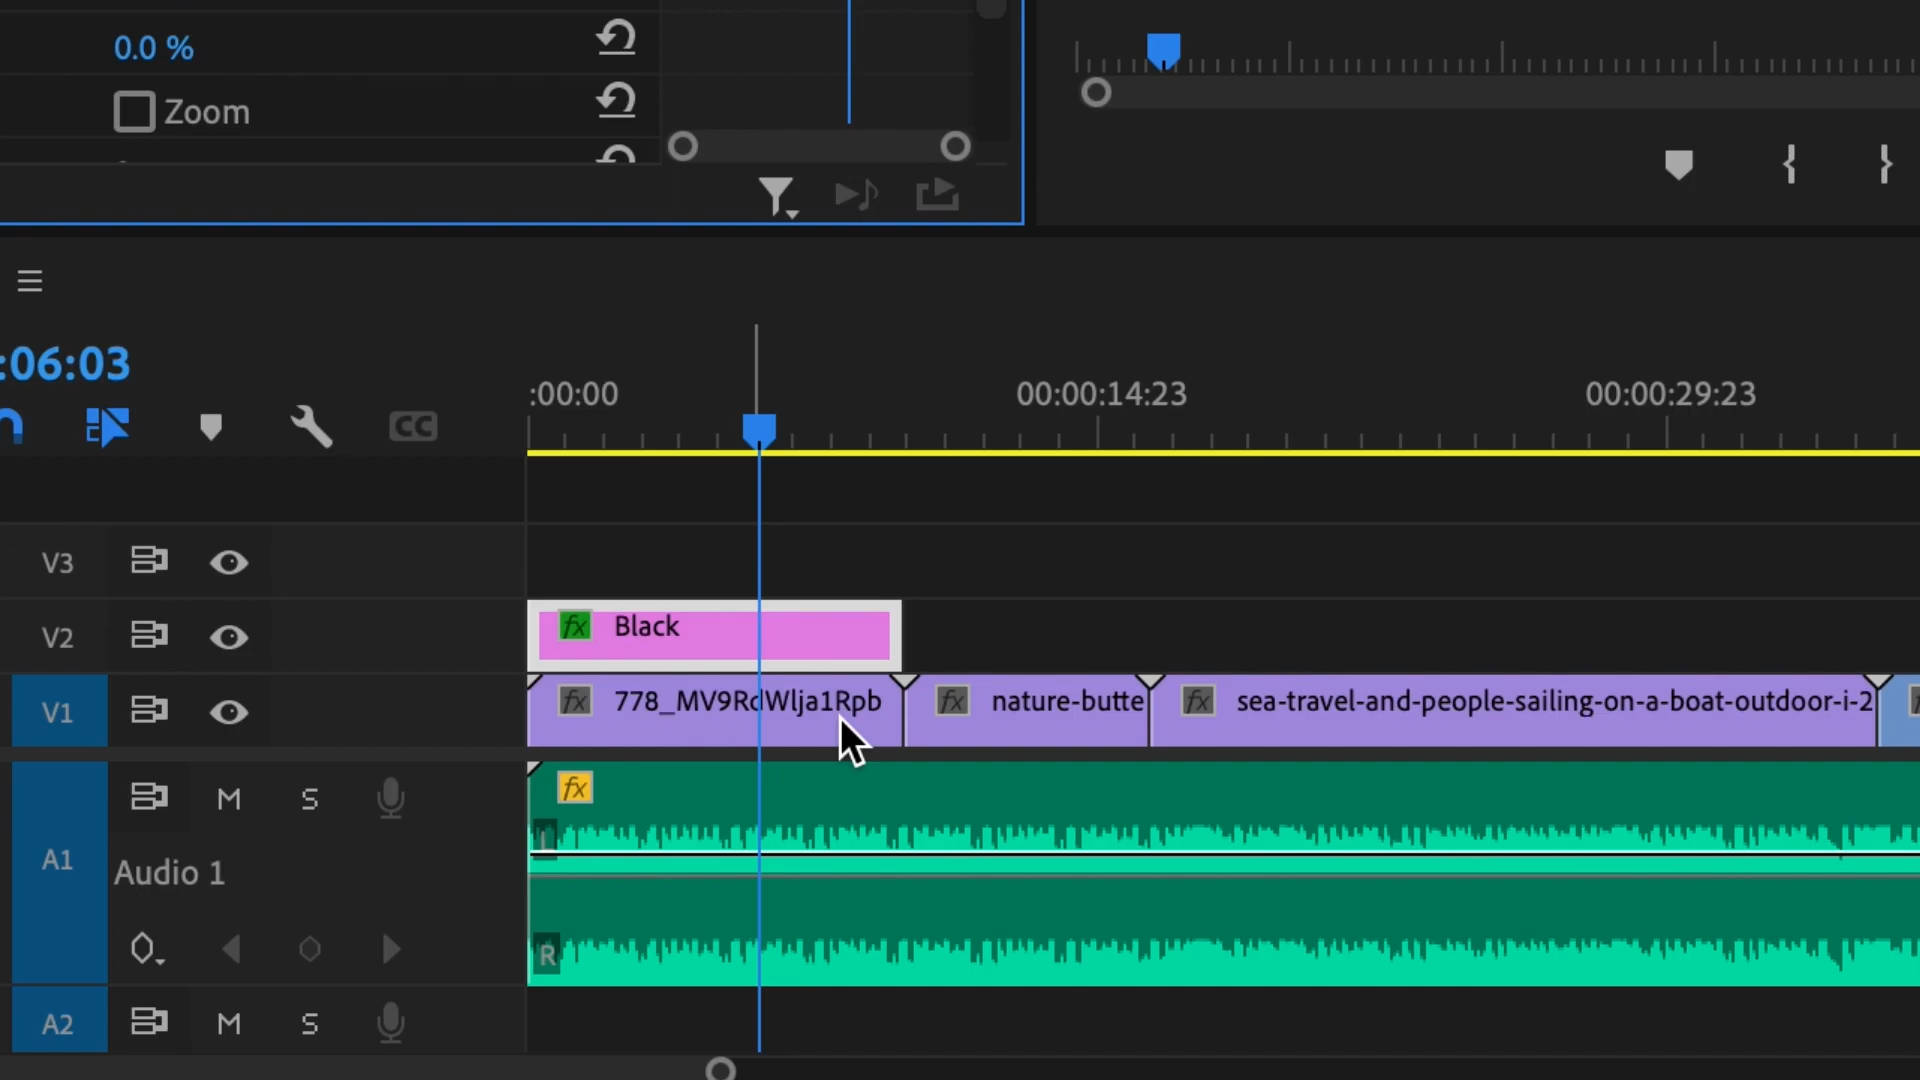 0.0 %
Zoom
:06:03
CC
:00:00
00:00:14:23
00:00:29:23
V3
V2
fx Black
V1
fx 778_MV9RdWlja1Rpb
fx nature-butte
fx sea-travel-and-people-sailing-on-a-boat-outdoor-i-2
A1
M
S
fx
L
Audio 1
R
A2
M
S